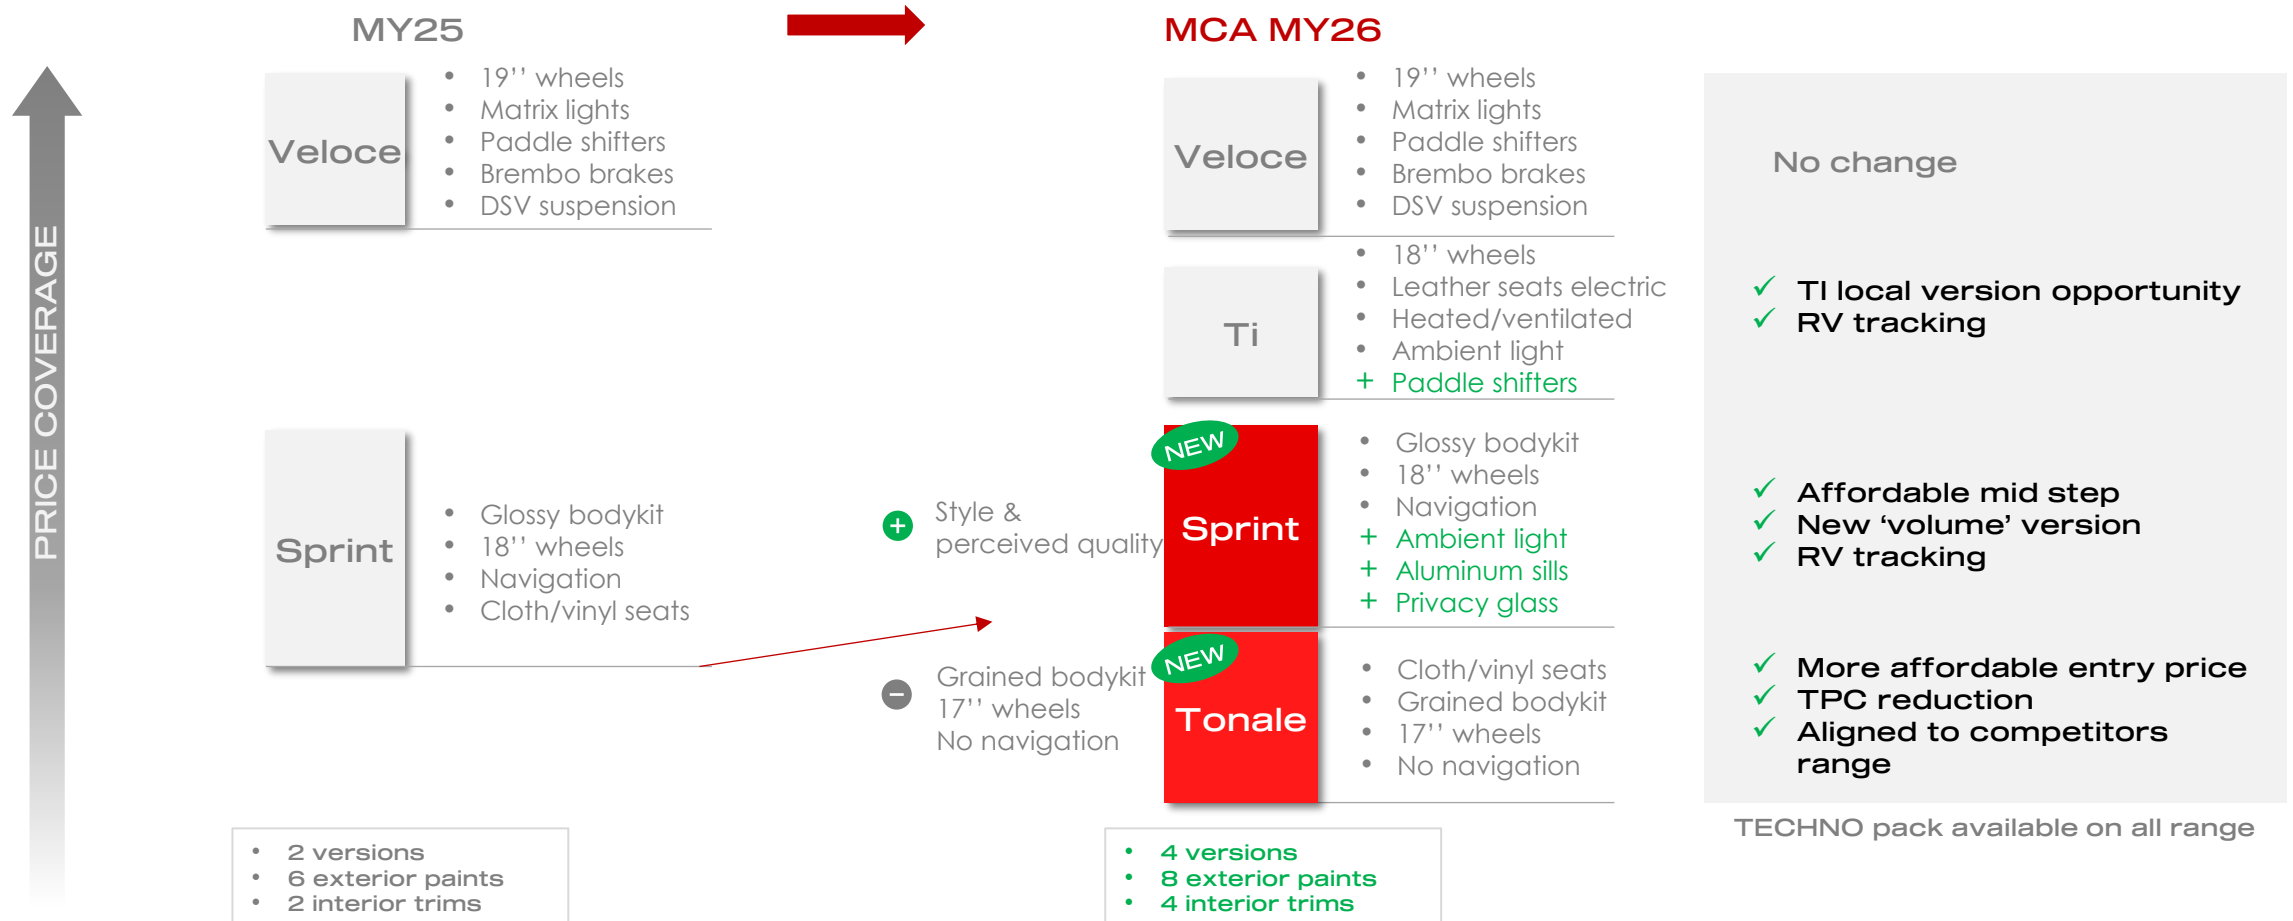 MY25
MCA MY26
PRICE COVERAGE
Veloce
• 19’’ wheels
• Matrix lights
• Paddle shifters
• Brembo brakes
• DSV suspension
Sprint
• Glossy bodykit
• 18’’ wheels
• Navigation
• Cloth/vinyl seats
• 2 versions
• 6 exterior paints
• 2 interior trims
+ Style &
perceived quality
− Grained bodykit
17’’ wheels
No navigation
Veloce
• 19’’ wheels
• Matrix lights
• Paddle shifters
• Brembo brakes
• DSV suspension
No change
Ti
• 18’’ wheels
• Leather seats electric
• Heated/ventilated
• Ambient light
+ Paddle shifters
✓ TI local version opportunity
✓ RV tracking
NEW
Sprint
• Glossy bodykit
• 18’’ wheels
• Navigation
+ Ambient light
+ Aluminum sills
+ Privacy glass
✓ Affordable mid step
✓ New ‘volume’ version
✓ RV tracking
NEW
Tonale
• Cloth/vinyl seats
• Grained bodykit
• 17’’ wheels
• No navigation
✓ More affordable entry price
✓ TPC reduction
✓ Aligned to competitors
range
TECHNO pack available on all range
• 4 versions
• 8 exterior paints
• 4 interior trims